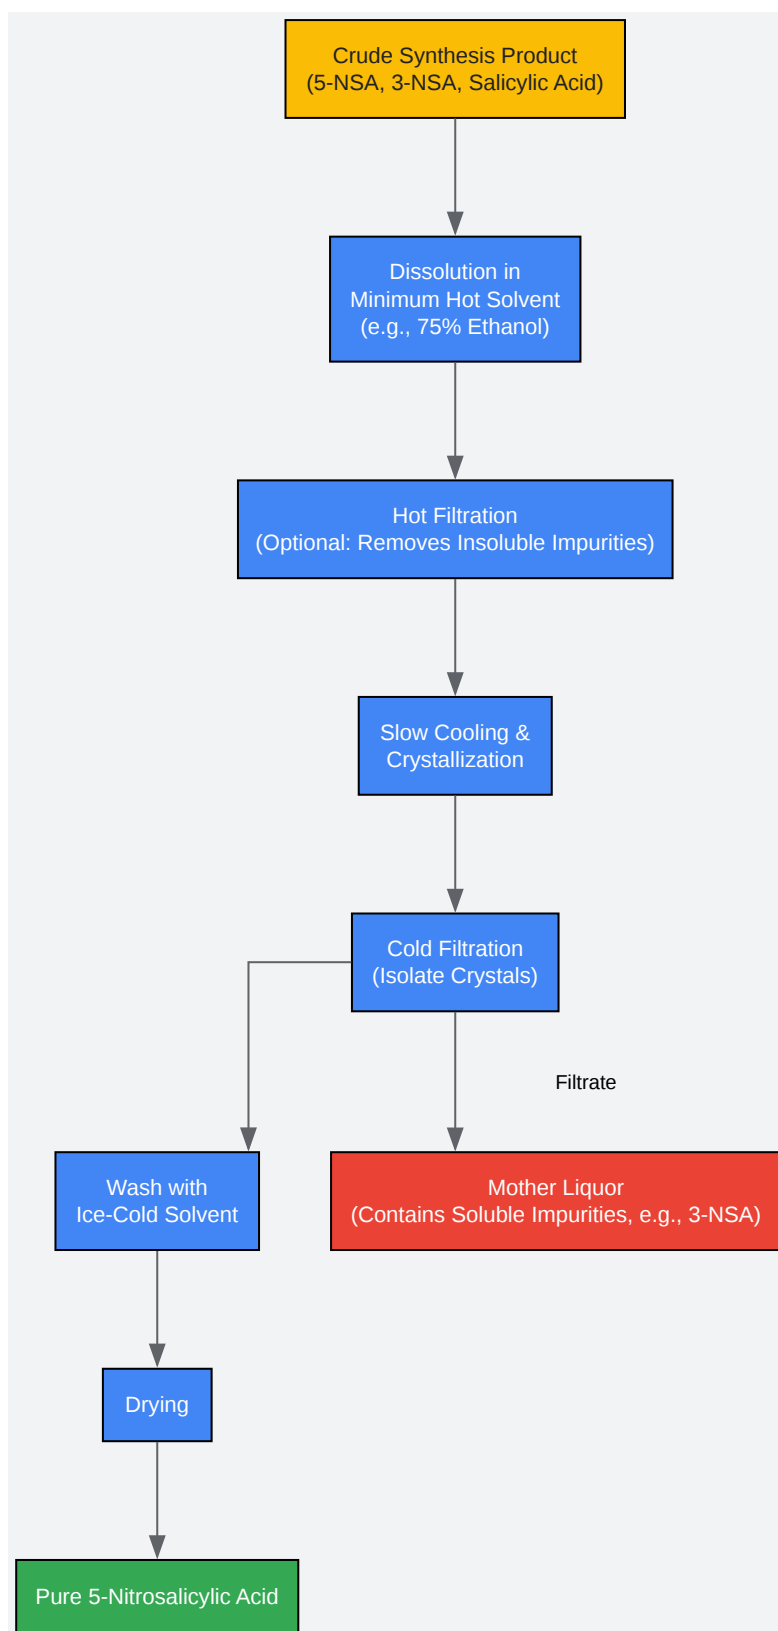 Crude Synthesis Product
(5-NSA, 3-NSA, Salicylic Acid)
Dissolution in
Minimum Hot Solvent
(e.g., 75% Ethanol)
Hot Filtration
(Optional: Removes Insoluble Impurities)
Slow Cooling &
Crystallization
Cold Filtration
(Isolate Crystals)
Filtrate
Wash with
Ice-Cold Solvent
Mother Liquor
(Contains Soluble Impurities, e.g., 3-NSA)
Drying
Pure 5-Nitrosalicylic Acid